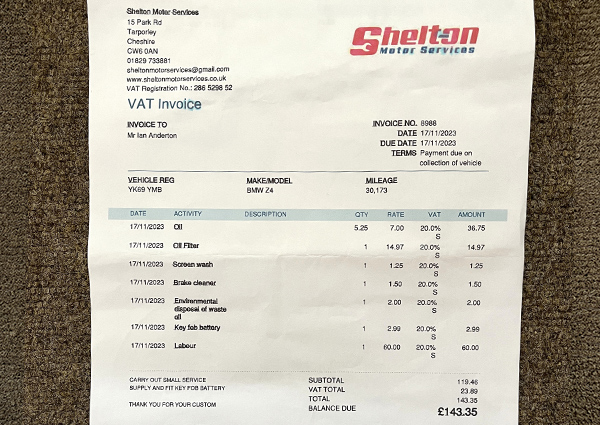 Shelton Motor Services
15 Park Rd
Tarporley
Cheshire
CW6 0AN
01829 733881
sheltonmotorservices@gmail.com
www.sheltonmotorservices.co.uk
VAT Registration No.: 286 5298 52
Shelton
Motor Services
VAT Invoice
INVOICE TO
Mr Ian Anderton
INVOICE NO. 8988
DATE 17/11/2023
DUE DATE 17/11/2023
TERMS Payment due on
collection of vehicle
VEHICLE REG MAKE/MODEL MILEAGE
YK69 YMB BMW Z4 30,173
DATE ACTIVITY DESCRIPTION QTY RATE VAT AMOUNT
17/11/2023 Oil 5.25 7.00 20.0% 36.75
S
17/11/2023 Oil Filter 1 14.97 20.0% 14.97
S
17/11/2023 Screen wash 1 1.25 20.0% 1.25
S
17/11/2023 Brake cleaner 1 1.50 20.0% 1.50
S
17/11/2023 Environmental 1 2.00 20.0% 2.00
disposal of waste S
oil
17/11/2023 Key fob battery 1 2.99 20.0% 2.99
S
17/11/2023 Labour 1 60.00 20.0% 60.00
S
CARRY OUT SMALL SERVICE
SUPPLY AND FIT KEY FOB BATTERY
THANK YOU FOR YOUR CUSTOM
SUBTOTAL 119.46
VAT TOTAL 23.89
TOTAL 143.35
BALANCE DUE £143.35